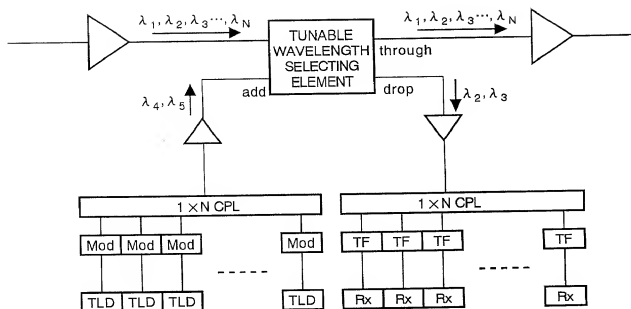 λ1, λ2, λ3···, λN
TUNABLE
WAVELENGTH
SELECTING
ELEMENT
λ1, λ2, λ3···, λN
through
add
drop
λ4, λ5
λ2, λ3
1 × N CPL
1 × N CPL
Mod Mod Mod Mod
TF TF TF TF
TLD TLD TLD TLD
Rx Rx Rx Rx